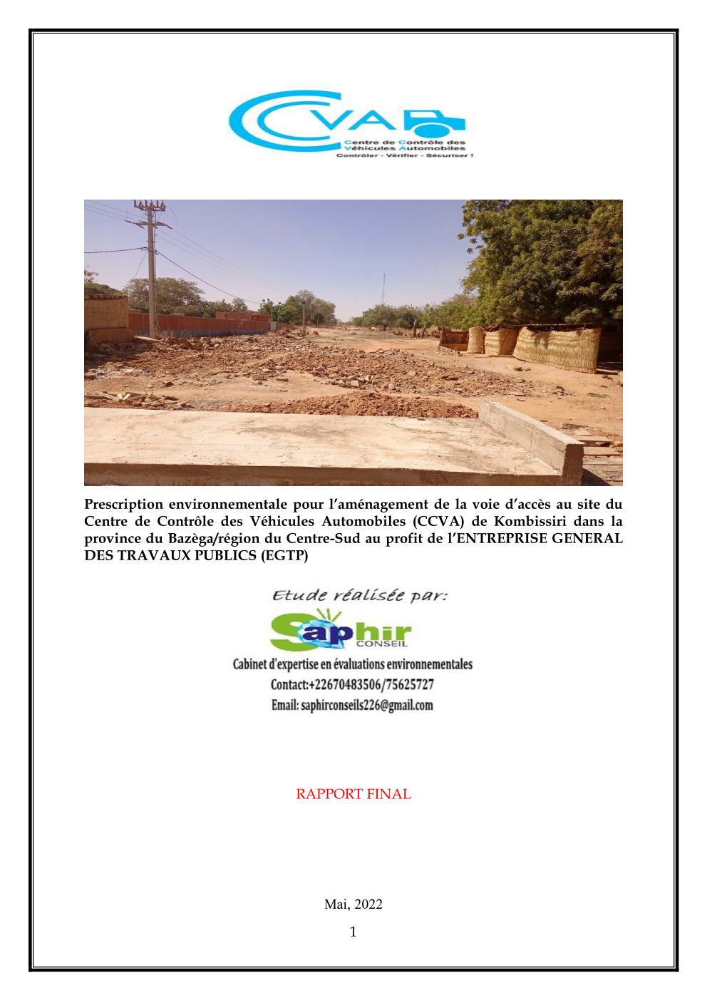 CCVA
Centre de Contrôle des
Véhicules Automobiles
Contrôler - Vérifier - Sécuriser !
Prescription environnementale pour l’aménagement de la voie d’accès au site du
Centre de Contrôle des Véhicules Automobiles (CCVA) de Kombissiri dans la
province du Bazèga/région du Centre-Sud au profit de l’ENTREPRISE GENERAL
DES TRAVAUX PUBLICS (EGTP)
Etude réalisée par:
Saphir
CONSEIL
Cabinet d'expertise en évaluations environnementales
Contact:+22670483506/75625727
Email: saphirconseils226@gmail.com
RAPPORT FINAL
Mai, 2022
1